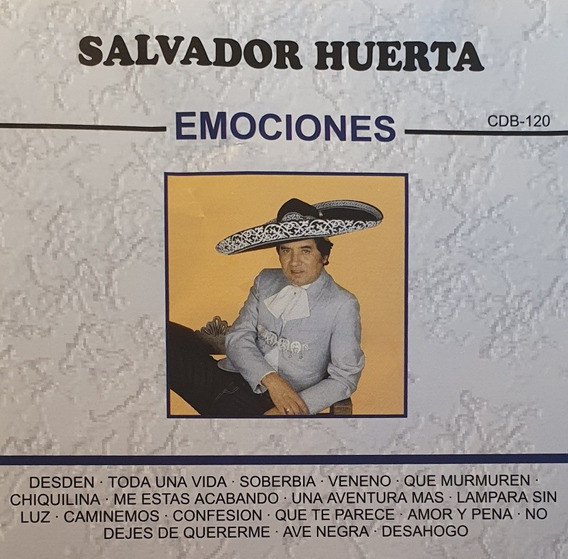 SALVADOR HUERTA
EMOCIONES
CDB-120
DESDEN · TODA UNA VIDA · SOBERBIA · VENENO · QUE MURMUREN ·
CHIQUILINA · ME ESTAS ACABANDO · UNA AVENTURA MAS · LAMPARA SIN
LUZ · CAMINEMOS · CONFESION · QUE TE PARECE · AMOR Y PENA · NO
DEJES DE QUERERME · AVE NEGRA · DESAHOGO